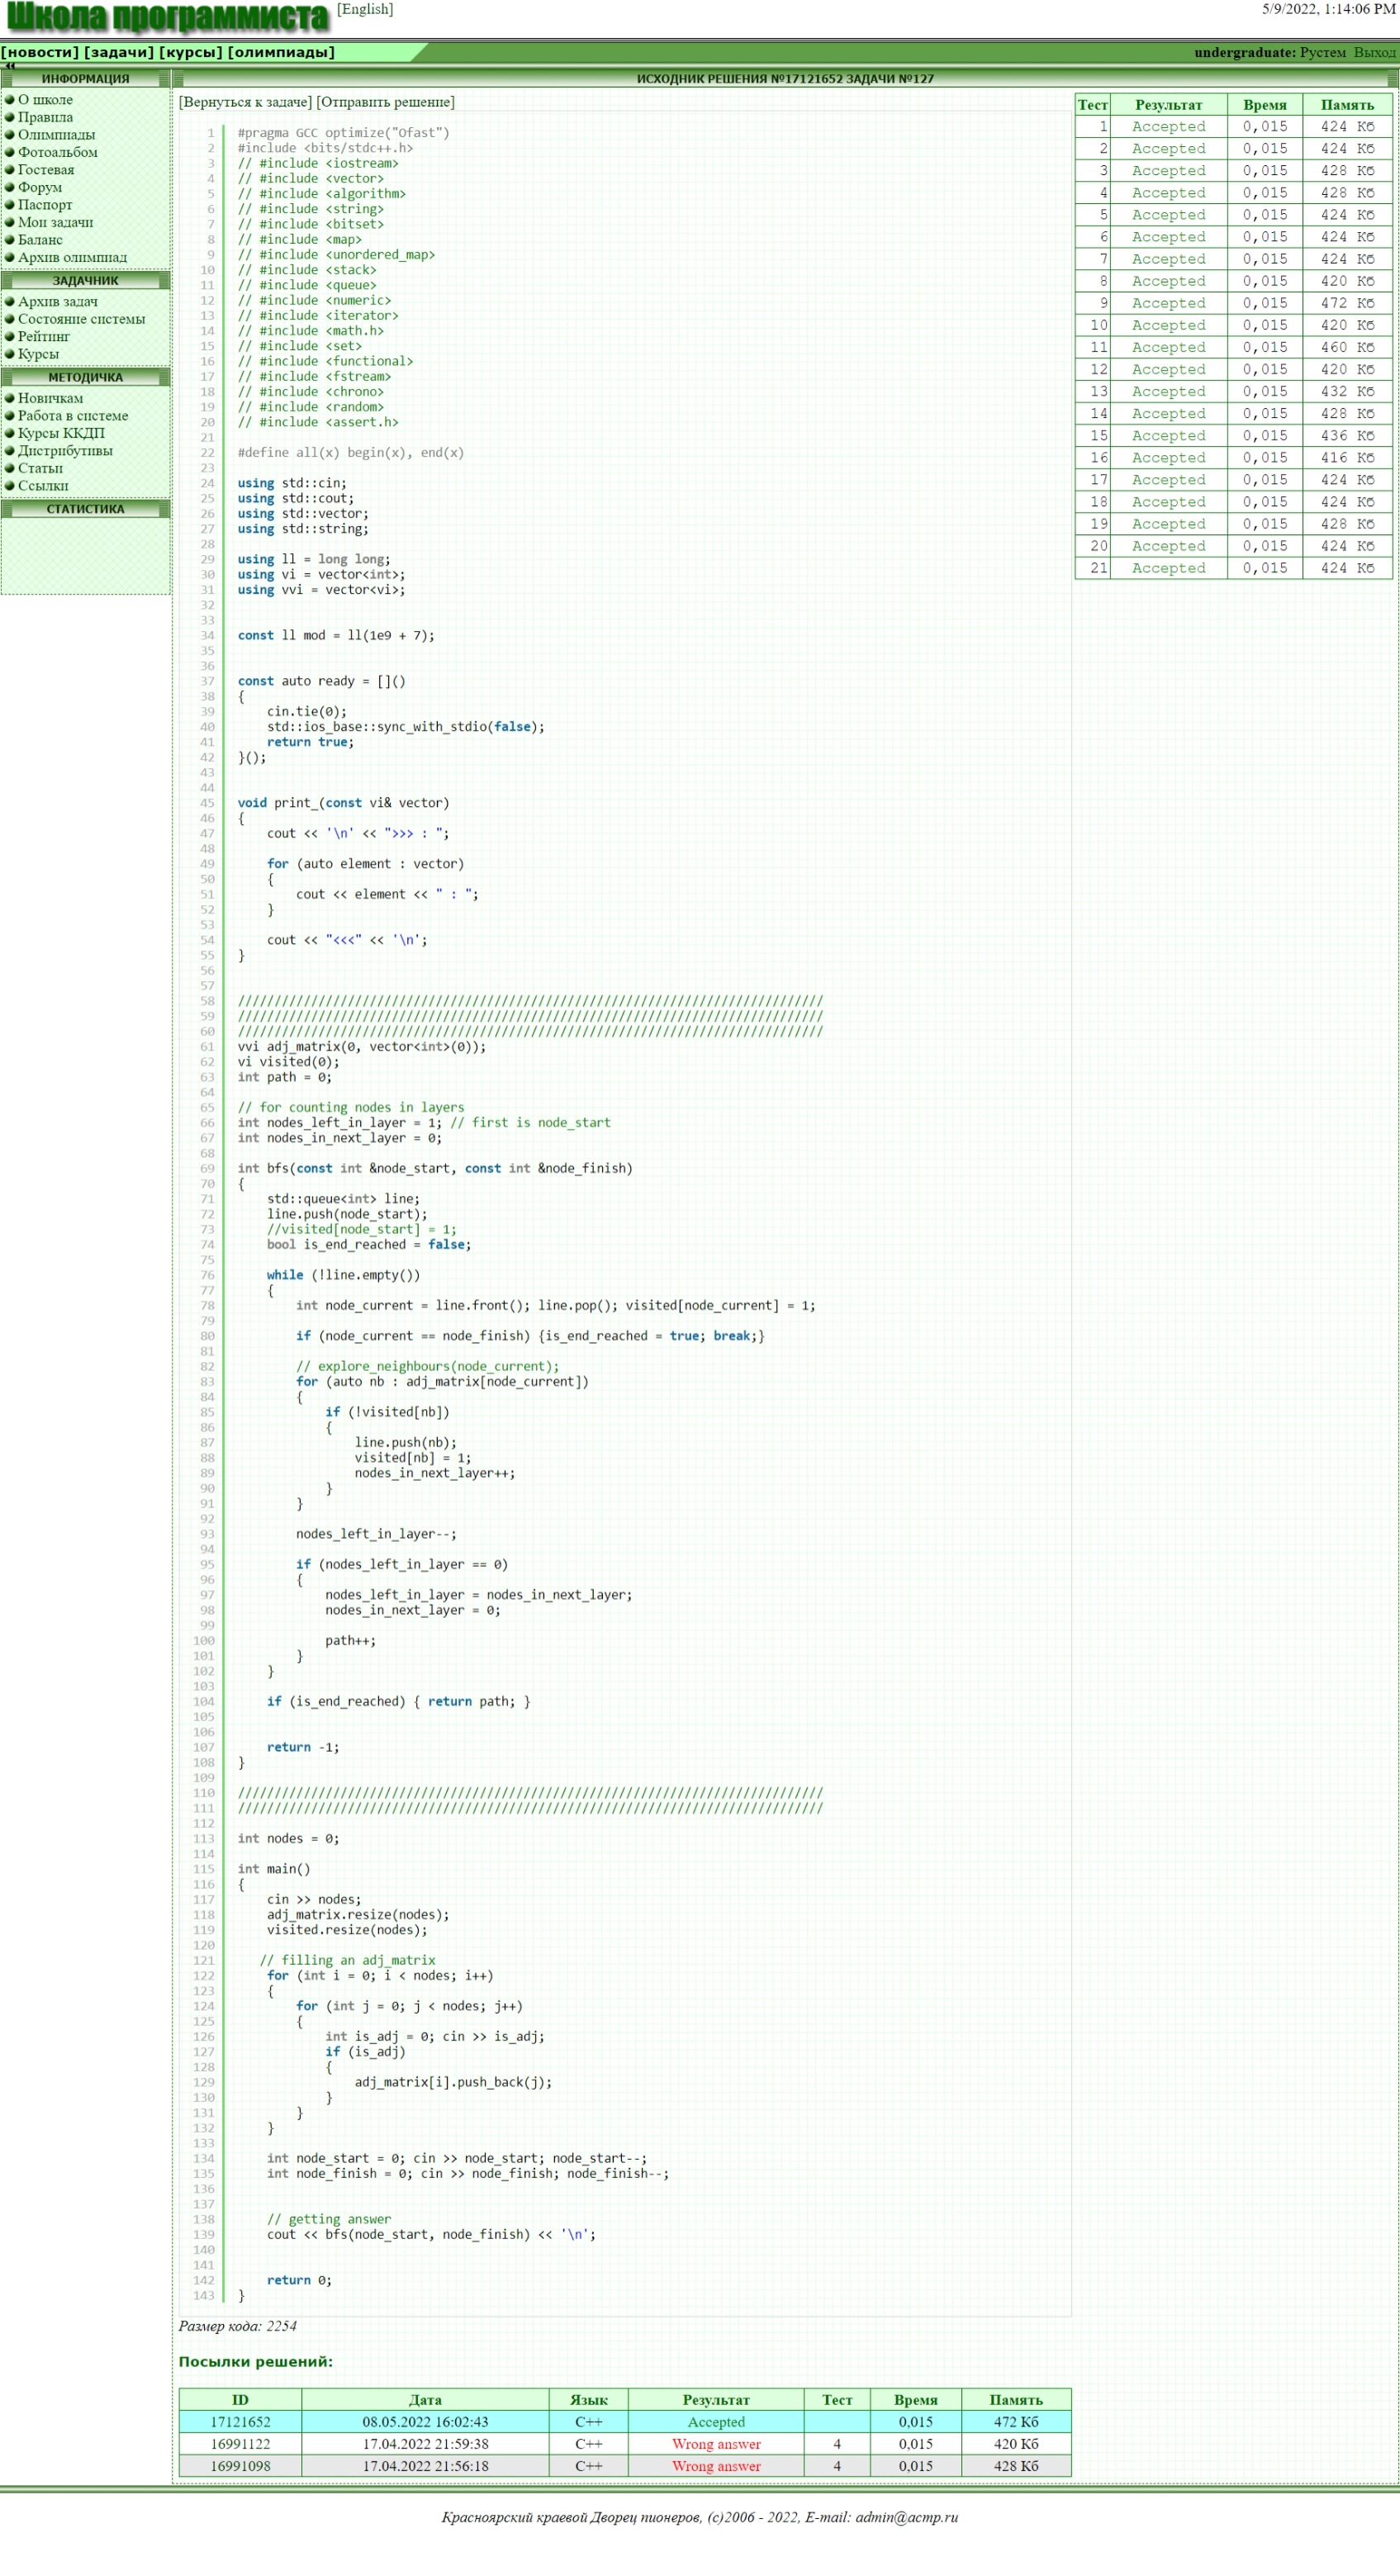 Школа программиста [English] 5/9/2022, 1:14:06 PM
[новости] [задачи] [курсы] [олимпиады] undergraduate: Рустем Выход
ИНФОРМАЦИЯ
О школе
Правила
Олимпиады
Фотоальбом
Гостевая
Форум
Паспорт
Мои задачи
Баланс
Архив олимпиад
ЗАДАЧНИК
Архив задач
Состояние системы
Рейтинг
Курсы
МЕТОДИЧКА
Новичкам
Работа в системе
Курсы ККДП
Дистрибутивы
Статьи
Ссылки
СТАТИСТИКА
ИСХОДНИК РЕШЕНИЯ №17121652 ЗАДАЧИ №127
[Вернуться к задаче] [Отправить решение]
1 #pragma GCC optimize("Ofast")
2 #include <bits/stdc++.h>
3 // #include <iostream>
4 // #include <vector>
5 // #include <algorithm>
6 // #include <string>
7 // #include <bitset>
8 // #include <map>
9 // #include <unordered_map>
10 // #include <stack>
11 // #include <queue>
12 // #include <numeric>
13 // #include <iterator>
14 // #include <math.h>
15 // #include <set>
16 // #include <functional>
17 // #include <fstream>
18 // #include <chrono>
19 // #include <random>
20 // #include <assert.h>
21
22 #define all(x) begin(x), end(x)
23
24 using std::cin;
25 using std::cout;
26 using std::vector;
27 using std::string;
28
29 using ll = long long;
30 using vi = vector<int>;
31 using vvi = vector<vi>;
32
33
34 const ll mod = ll(1e9 + 7);
35
36
37 const auto ready = []()
38 {
39     cin.tie(0);
40     std::ios_base::sync_with_stdio(false);
41     return true;
42 }();
43
44
45 void print_(const vi& vector)
46 {
47     cout << '\n' << ">>> : ";
48
49     for (auto element : vector)
50     {
51         cout << element << " : ";
52     }
53
54     cout << "<<<" << '\n';
55 }
56
57
58 ////////////////////////////////////////////////////////////////////////////////
59 ////////////////////////////////////////////////////////////////////////////////
60 ////////////////////////////////////////////////////////////////////////////////
61 vvi adj_matrix(0, vector<int>(0));
62 vi visited(0);
63 int path = 0;
64
65 // for counting nodes in layers
66 int nodes_left_in_layer = 1; // first is node_start
67 int nodes_in_next_layer = 0;
68
69 int bfs(const int &node_start, const int &node_finish)
70 {
71     std::queue<int> line;
72     line.push(node_start);
73     //visited[node_start] = 1;
74     bool is_end_reached = false;
75
76     while (!line.empty())
77     {
78         int node_current = line.front(); line.pop(); visited[node_current] = 1;
79
80         if (node_current == node_finish) {is_end_reached = true; break;}
81
82         // explore_neighbours(node_current);
83         for (auto nb : adj_matrix[node_current])
84         {
85             if (!visited[nb])
86             {
87                 line.push(nb);
88                 visited[nb] = 1;
89                 nodes_in_next_layer++;
90             }
91         }
92
93         nodes_left_in_layer--;
94
95         if (nodes_left_in_layer == 0)
96         {
97             nodes_left_in_layer = nodes_in_next_layer;
98             nodes_in_next_layer = 0;
99
100             path++;
101         }
102     }
103
104     if (is_end_reached) { return path; }
105
106
107     return -1;
108 }
109
110 ////////////////////////////////////////////////////////////////////////////////
111 ////////////////////////////////////////////////////////////////////////////////
112
113 int nodes = 0;
114
115 int main()
116 {
117     cin >> nodes;
118     adj_matrix.resize(nodes);
119     visited.resize(nodes);
120
121    // filling an adj_matrix
122     for (int i = 0; i < nodes; i++)
123     {
124         for (int j = 0; j < nodes; j++)
125         {
126             int is_adj = 0; cin >> is_adj;
127             if (is_adj)
128             {
129                 adj_matrix[i].push_back(j);
130             }
131         }
132     }
133
134     int node_start = 0; cin >> node_start; node_start--;
135     int node_finish = 0; cin >> node_finish; node_finish--;
136
137
138     // getting answer
139     cout << bfs(node_start, node_finish) << '\n';
140
141
142     return 0;
143 }
Размер кода: 2254
Посылки решений:
ID Дата Язык Результат Тест Время Память
17121652 08.05.2022 16:02:43 C++ Accepted 0,015 472 Кб
16991122 17.04.2022 21:59:38 C++ Wrong answer 4 0,015 420 Кб
16991098 17.04.2022 21:56:18 C++ Wrong answer 4 0,015 428 Кб
Тест Результат Время Память
1 Accepted 0,015 424 Кб
2 Accepted 0,015 424 Кб
3 Accepted 0,015 428 Кб
4 Accepted 0,015 428 Кб
5 Accepted 0,015 424 Кб
6 Accepted 0,015 424 Кб
7 Accepted 0,015 424 Кб
8 Accepted 0,015 420 Кб
9 Accepted 0,015 472 Кб
10 Accepted 0,015 420 Кб
11 Accepted 0,015 460 Кб
12 Accepted 0,015 420 Кб
13 Accepted 0,015 432 Кб
14 Accepted 0,015 428 Кб
15 Accepted 0,015 436 Кб
16 Accepted 0,015 416 Кб
17 Accepted 0,015 424 Кб
18 Accepted 0,015 424 Кб
19 Accepted 0,015 428 Кб
20 Accepted 0,015 424 Кб
21 Accepted 0,015 424 Кб
Красноярский краевой Дворец пионеров, (c)2006 - 2022, E-mail: admin@acmp.ru